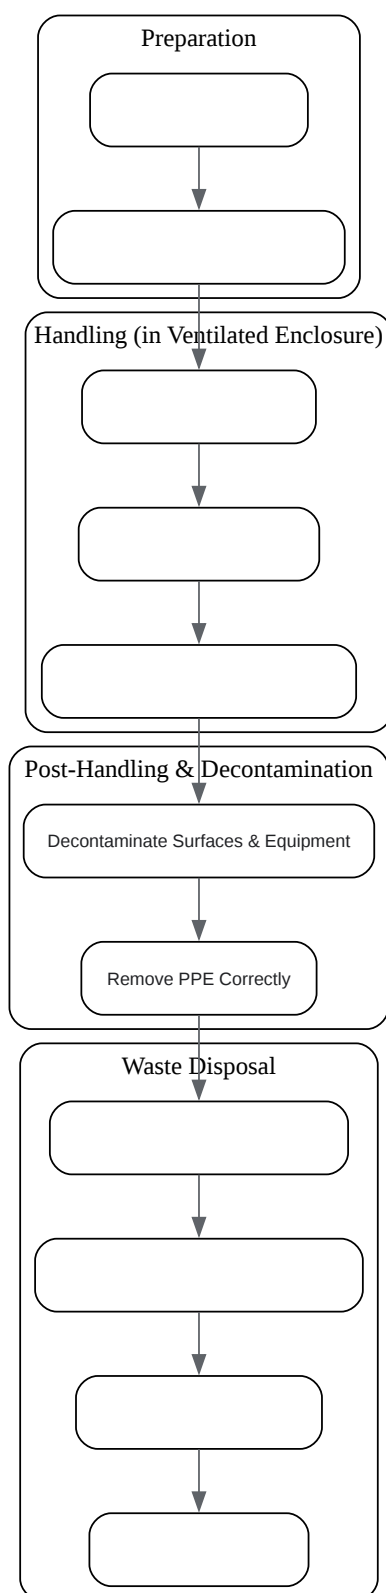 Preparation
Handling (in Ventilated Enclosure)
Post-Handling & Decontamination
Decontaminate Surfaces & Equipment
Remove PPE Correctly
Waste Disposal